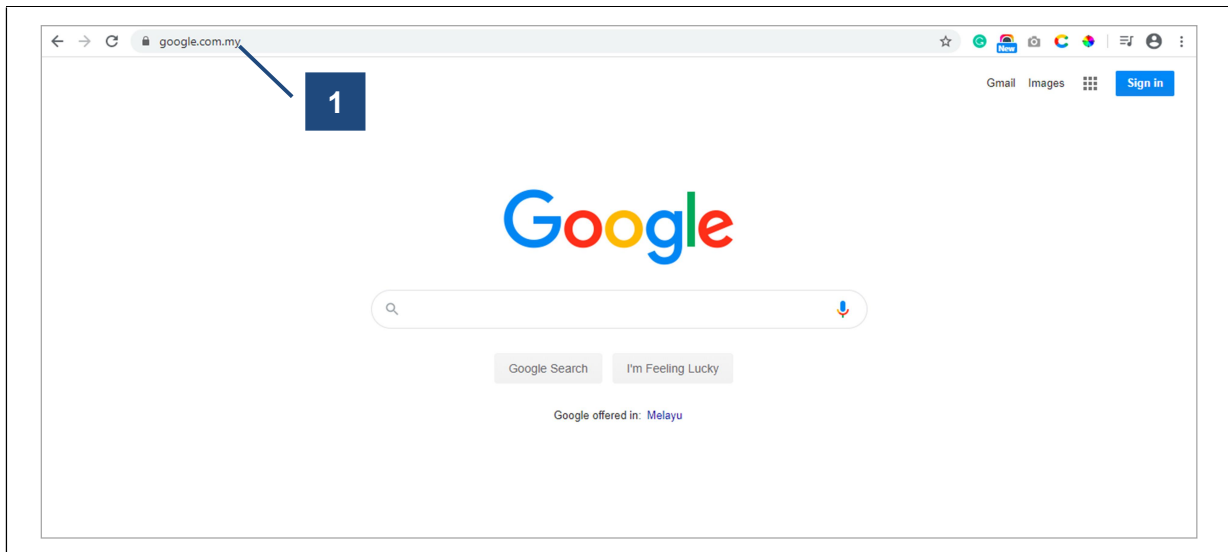 google.com.my
New
1
Gmail Images Sign in
Google
Google Search I'm Feeling Lucky
Google offered in: Melayu